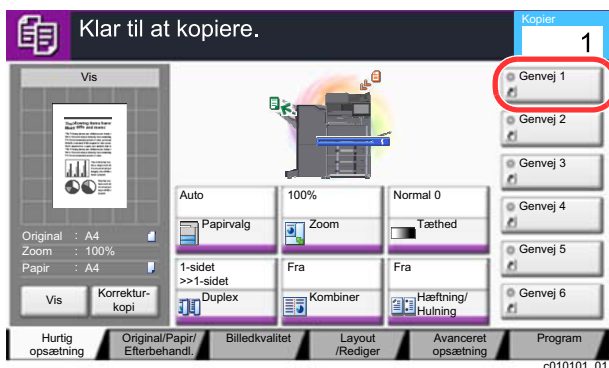 Klar til at kopiere.
Kopier
1
Vis
Original : A4
Zoom : 100%
Papir : A4
Vis
Korrektur-
kopi
Auto
Papirvalg
100%
Zoom
Normal 0
Tæthed
1-sidet
>>1-sidet
Duplex
Fra
Kombiner
Fra
Hæftning/
Hulning
Genvej 1
Genvej 2
Genvej 3
Genvej 4
Genvej 5
Genvej 6
Hurtig
opsætning
Original/Papir/
Efterbehandl.
Billedkvalitet
Layout
/Rediger
Avanceret
opsætning
Program
c010101_01